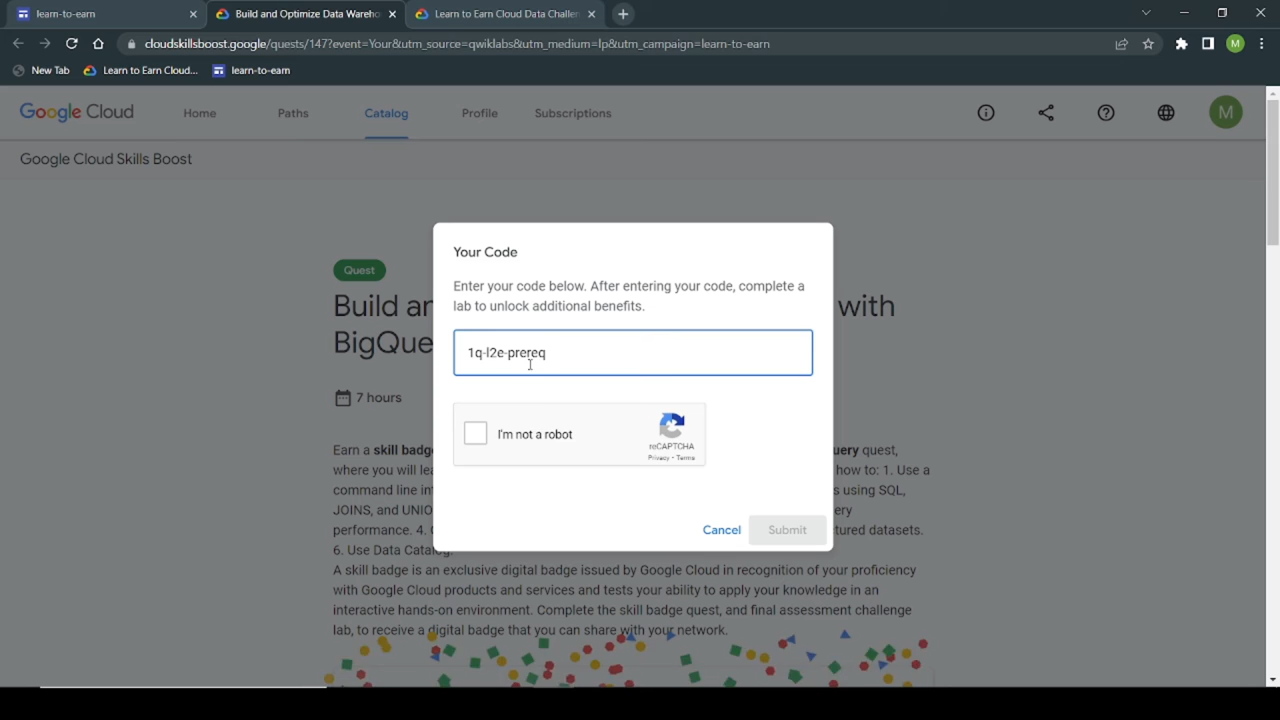 learn-to-earn
Build and Optimize Data Wareho
Learn to Earn Cloud Data Challen
cloudskillsboost.google/quests/147?event=Your&utm_source=qwiklabs&utm_medium=lp&utm_campaign=learn-to-earn
M
New Tab
Learn to Earn Cloud...
learn-to-earn
Google Cloud
Home
Paths
Catalog
Profile
Subscriptions
M
Google Cloud Skills Boost
Your Code
Enter your code below. After entering your code, complete a
lab to unlock additional benefits.
1q-l2e-prereq
I'm not a robot
reCAPTCHA
Privacy - Terms
Cancel
Submit
Quest
Build an
with
BigQue
7 hours
Earn a skill badg
uery quest,
where you will lea
how to: 1. Use a
command line in
s using SQL,
JOINS, and UNIO
ery
performance. 4. C
tured datasets.
6. Use Data Catalog.
A skill badge is an exclusive digital badge issued by Google Cloud in recognition of your proficiency
with Google Cloud products and services and tests your ability to apply your knowledge in an
interactive hands-on environment. Complete the skill badge quest, and final assessment challenge
lab, to receive a digital badge that you can share with your network.